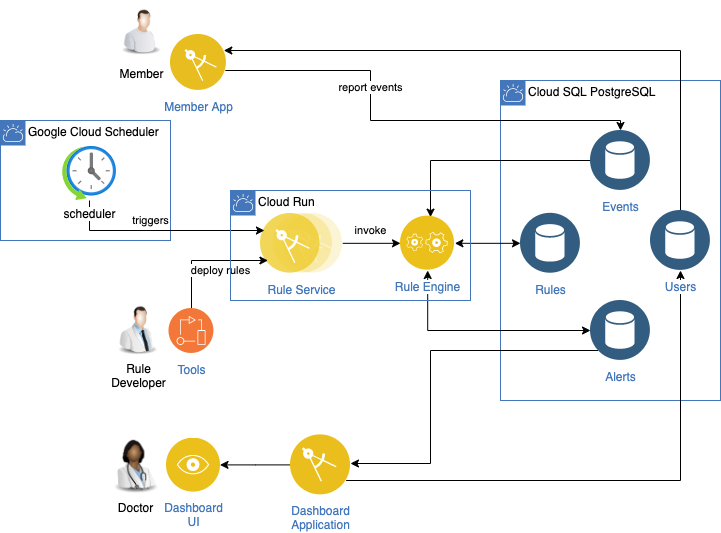 Member
Member App
report events
Cloud SQL PostgreSQL
Google Cloud Scheduler
scheduler
triggers
Cloud Run
invoke
Rule Service
Rule Engine
deploy rules
Events
Rules
Users
Alerts
Rule
Developer
Tools
Doctor
Dashboard
UI
Dashboard
Application